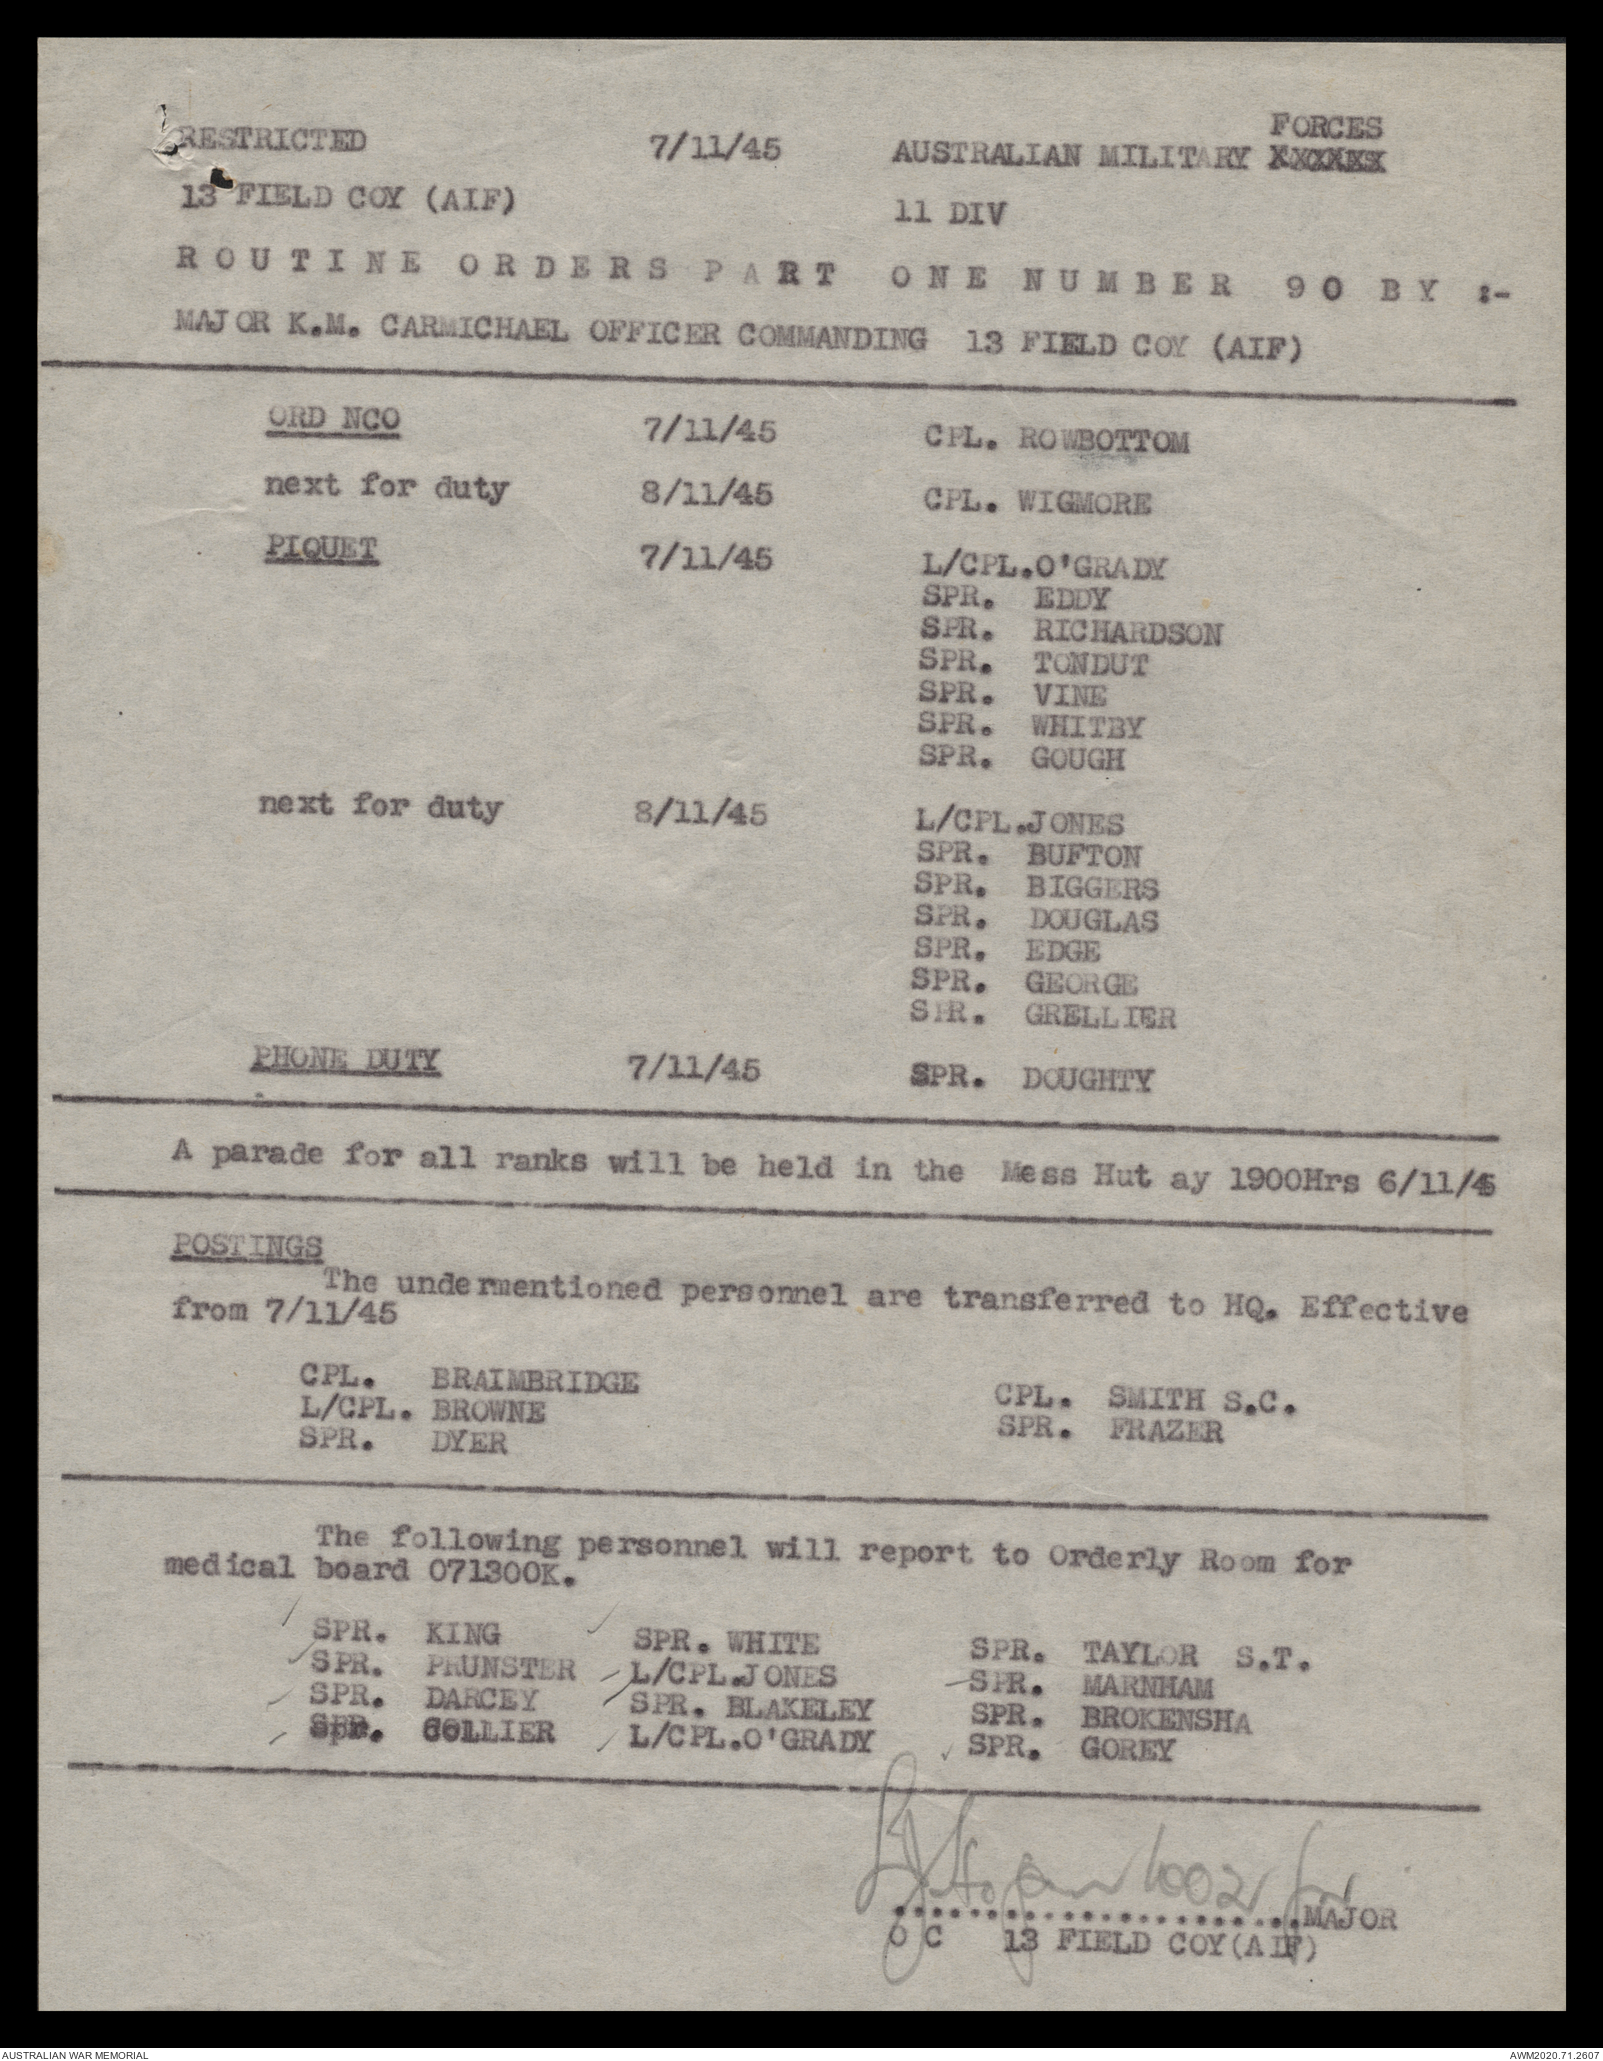 FORCES
RESTRICTED 7/11/45 AUSTRALIAN MILITARY XXXXXX
13 FIELD COY (AIF) 11 DIV
ROUTINE ORDERS PART ONE NUMBER 90 BY :-
MAJOR K.M. CARMICHAEL OFFICER COMMANDING 13 FIELD COY (AIF)
ORD NCO 7/11/45 CPL. ROWBOTTOM
next for duty 8/11/45 CPL. WIGMORE
PIQUET 7/11/45 L/CPL.O'GRADY
SPR. EDDY
SPR. RICHARDSON
SPR. TONDUT
SPR. VINE
SPR. WHITBY
SPR. GOUGH
next for duty 8/11/45 L/CPL.JONES
SPR. BUFTON
SPR. BIGGERS
SPR. DOUGLAS
SPR. EDGE
SPR. GEORGE
SPR. GRELLIER
PHONE DUTY 7/11/45 SPR. DOUGHTY
A parade for all ranks will be held in the Mess Hut ay 1900Hrs 6/11/45
POSTINGS
The undermentioned personnel are transferred to HQ. Effective
from 7/11/45
CPL. BRAIMBRIDGE CPL. SMITH S.C.
L/CPL. BROWNE SPR. FRAZER
SPR. DYER
The following personnel will report to Orderly Room for
medical board 071300K.
SPR. KING SPR. WHITE SPR. TAYLOR S.T.
SPR. PRUNSTER L/CPL.JONES SPR. MARNHAM
SPR. DARCEY SPR. BLAKELEY SPR. BROKENSHA
SPR. COLLIER L/CPL.O'GRADY SPR. GOREY
....................MAJOR
O C 13 FIELD COY(AIF)
AUSTRALIAN WAR MEMORIAL AWM2020.71.2607